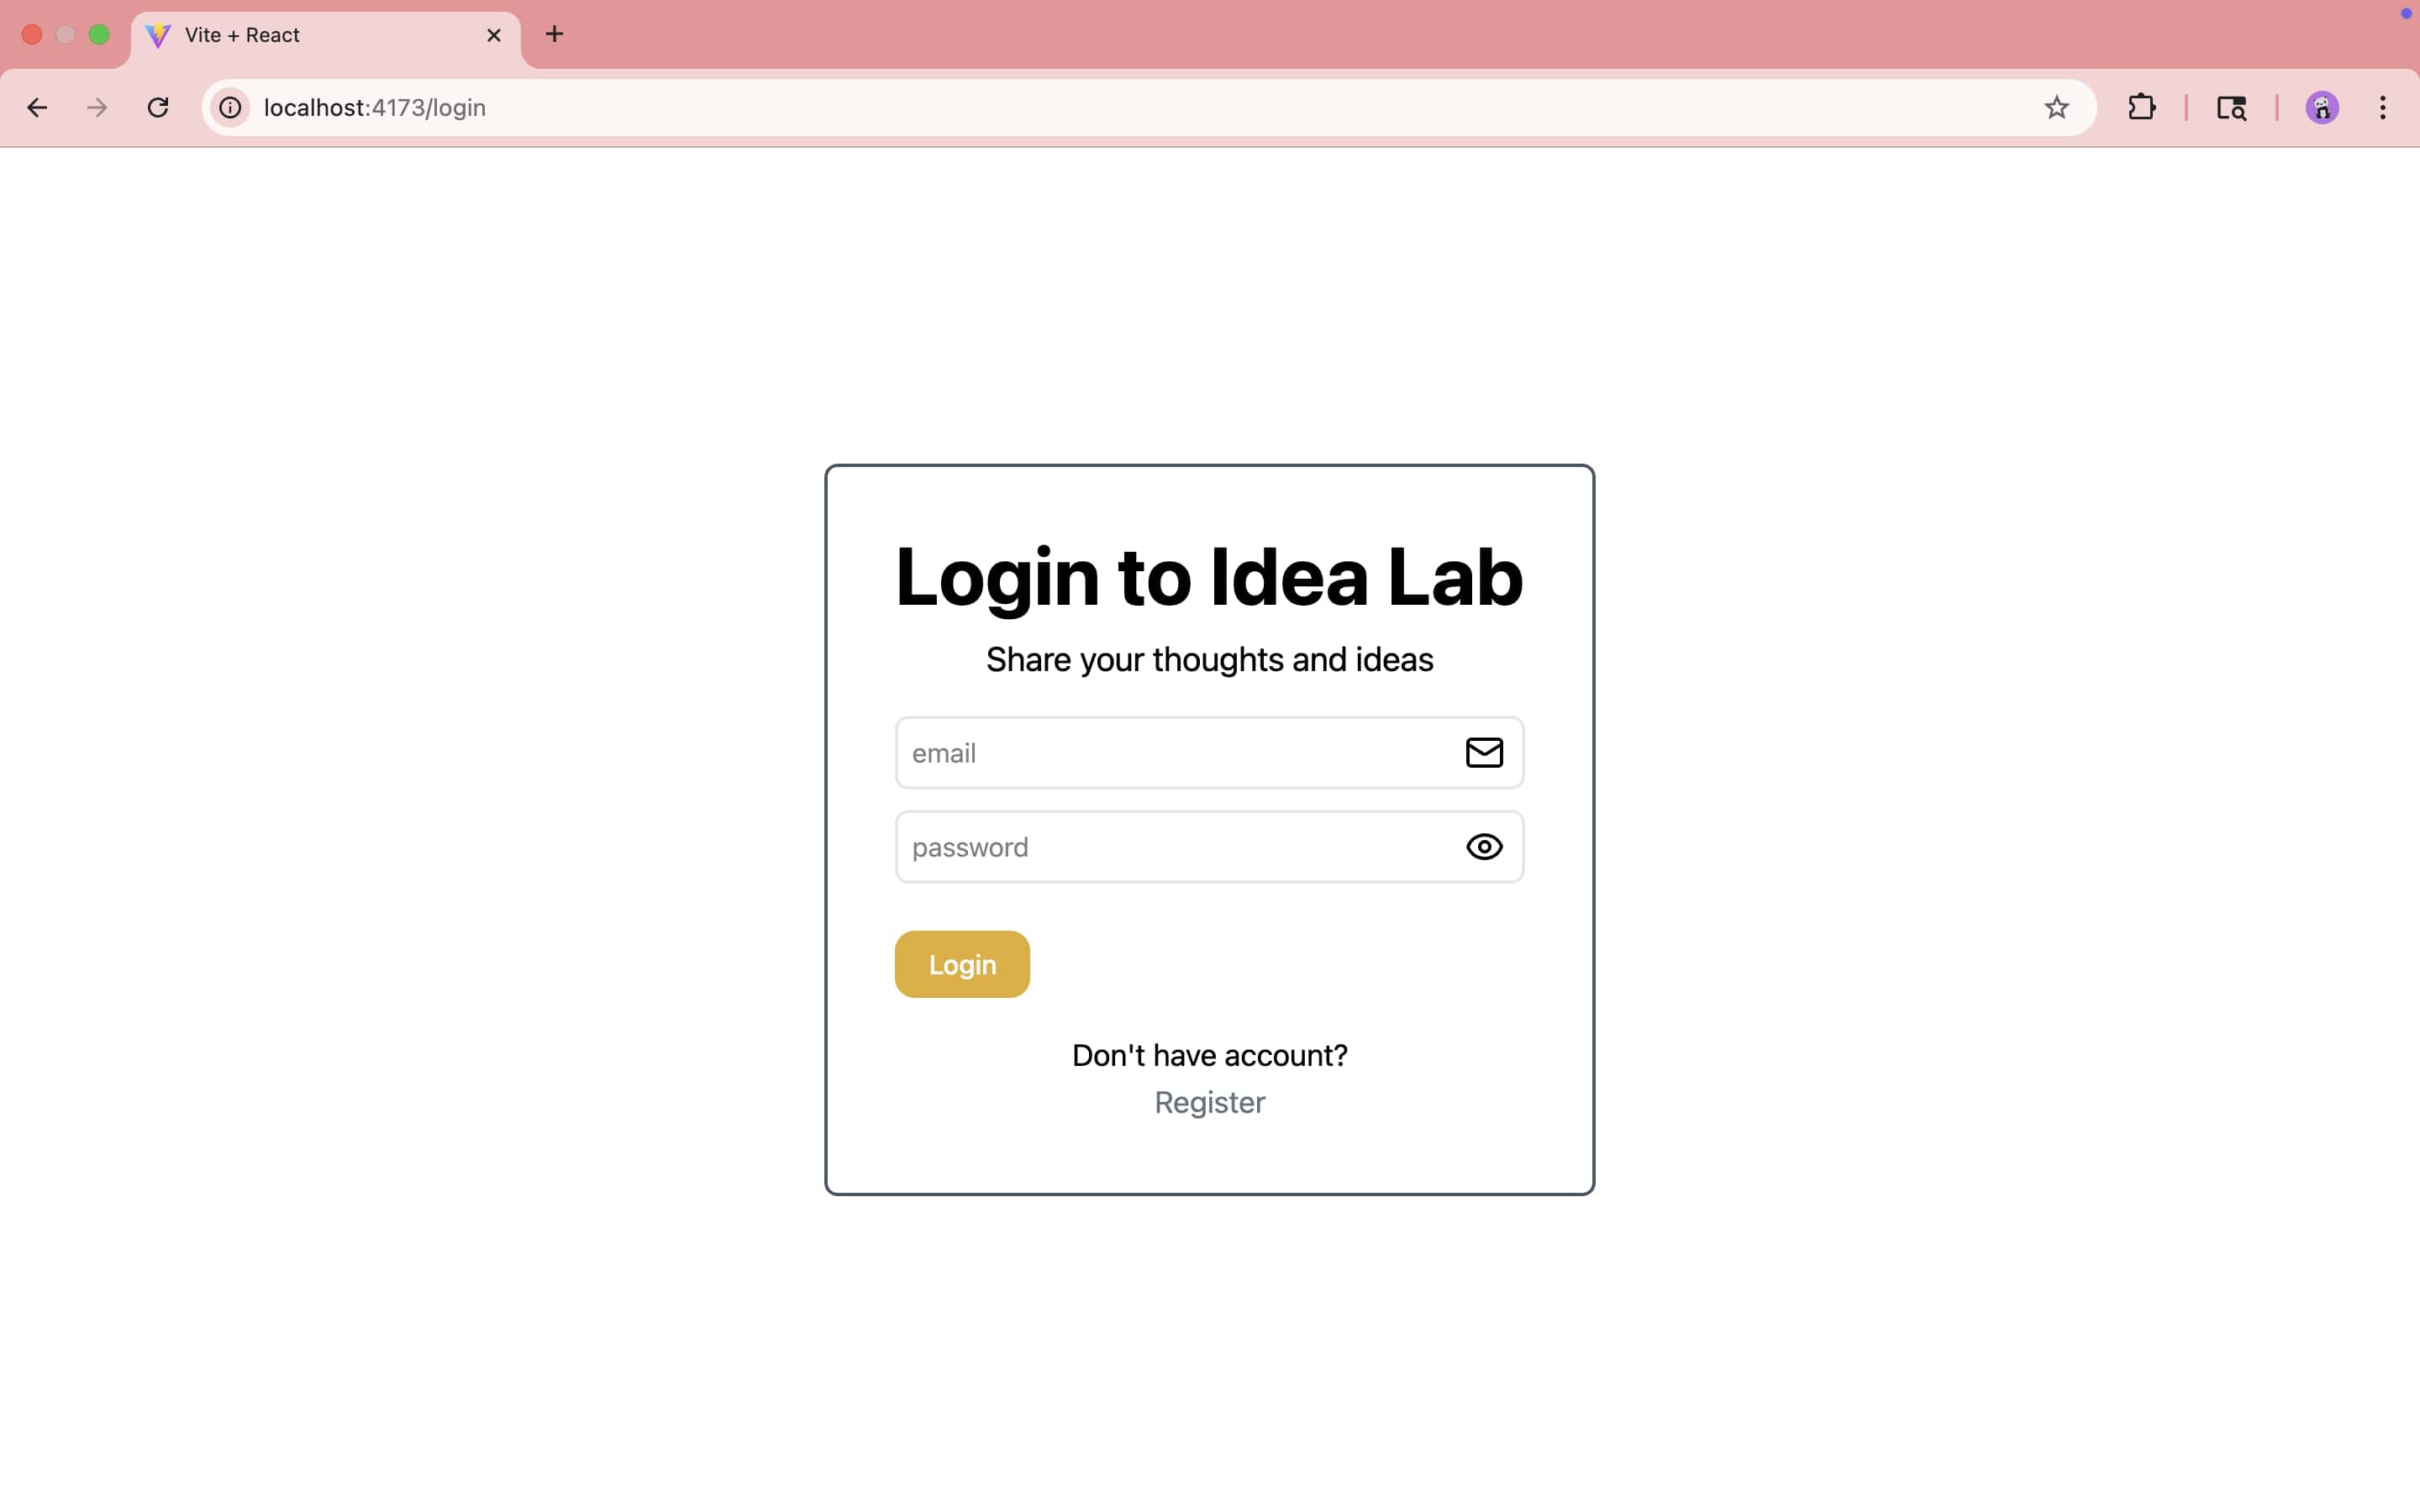 Vite + React
localhost:4173/login
Login to Idea Lab
Share your thoughts and ideas
email
password
Login
Don't have account?
Register